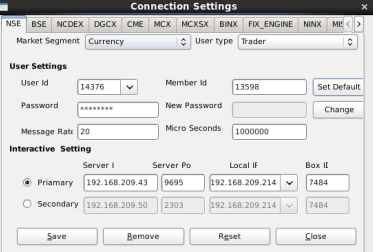 Connection Settings x
NSE BSE NCDEX DGCX CME MCX MCXSX BINX FIX_ENGINE NINX < >
Market Segment Currency User type Trader
User Settings
User Id 14376 Member Id 13598 Set Default
Password ******** New Password Change
Message Rate 20 Micro Seconds 1000000
Interactive Setting
Server I Server Po Local IF Box II
Priamary 192.168.209.43 9695 192.168.209.214 7484
Secondary 192.168.209.50 2303 192.168.209.214 7484
Save Remove Reset Close